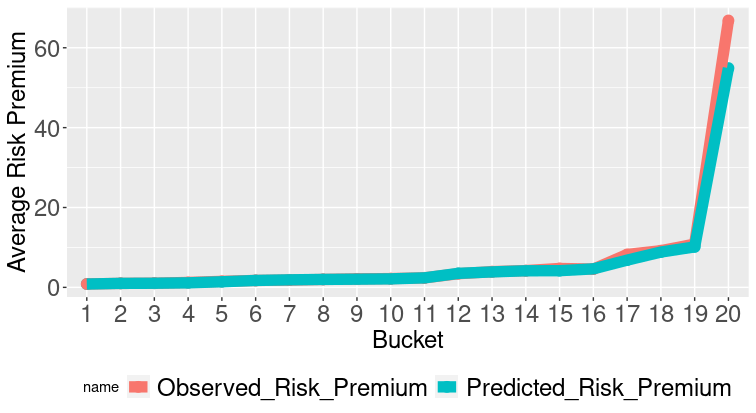 Average Risk Premium
60
40
20
0
1 2 3 4 5 6 7 8 9 10 11 12 13 14 15 16 17 18 19 20
Bucket
name Observed_Risk_Premium Predicted_Risk_Premium